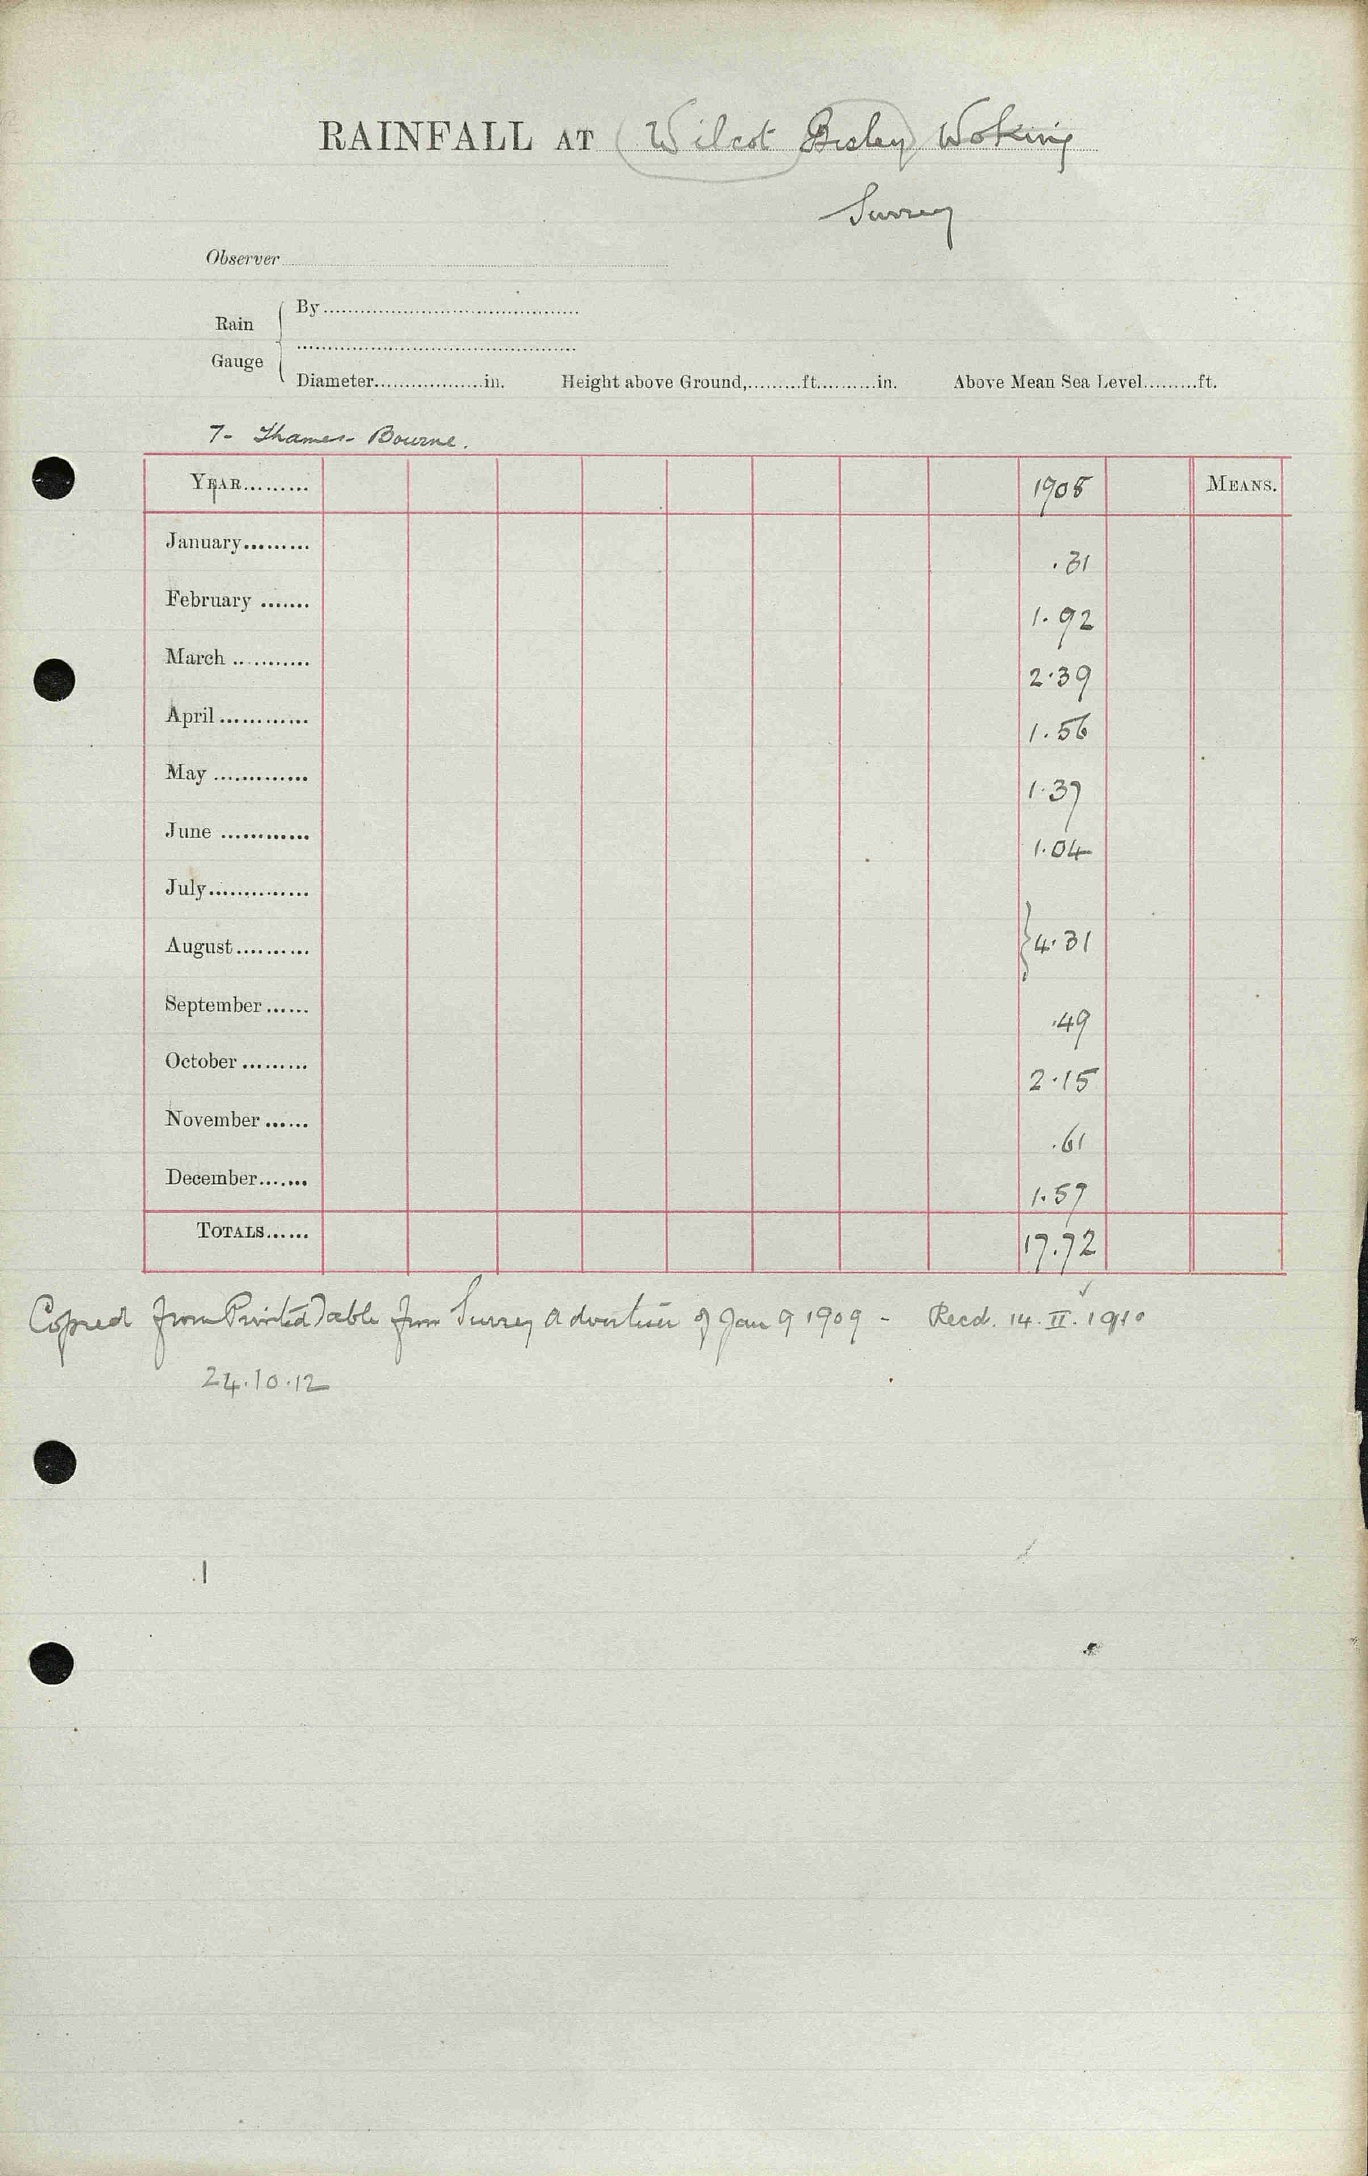 RAINFALL AT (Wilcot Bisley) Woking
Surrey
Observer
Rain Gauge
By
Diameter..................in. Height above Ground,.........ft..........in. Above Mean Sea Level.........ft.
7- Thames- Bourne.
YEAR......... 1908 MEANS.
January......... .31
February ....... 1.92
March ............ 2.39
April ............ 1.56
May ............. 1.37
June ............ 1.04
July..............
August.......... } 4.31
September ...... .49
October ......... 2.15
November ...... .61
December....... 1.57
TOTALS...... 17.72
Copied from Printed Table from Surrey Advertiser of Jan 9 1909 - Recd. 14. II. 1910
24.10.12